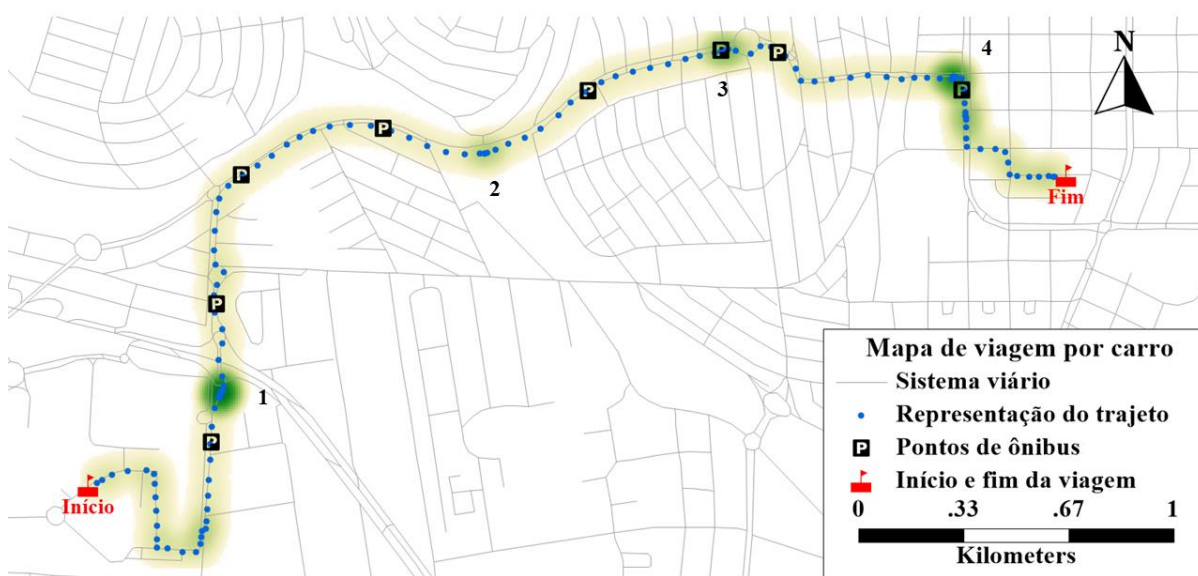 4
N
P
P
3
P
P
P
P
2
Fim
P
1
P
Início
Mapa de viagem por carro
Sistema viário
Representação do trajeto
P Pontos de ônibus
Início e fim da viagem
0 .33 .67 1
Kilometers